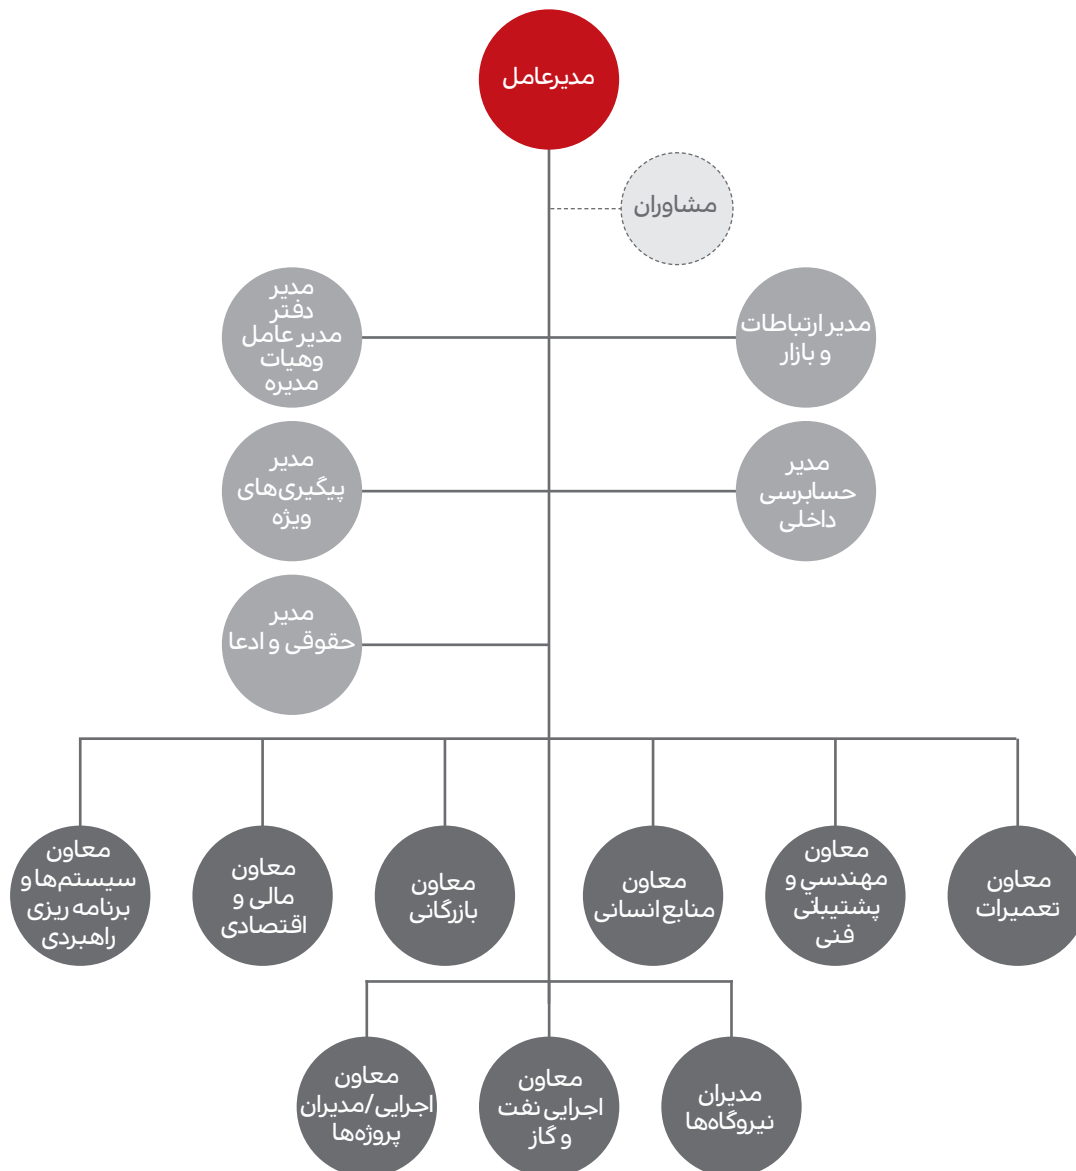 مدیرعامل
مشاوران
مدیر ارتباطات
و بازار
مدیر
دفتر
مدیر عامل
وهیات
مدیره
مدیر
حسابرسی
داخلی
مدیر
پیگیری‌های
ویژه
مدیر
حقوقی و ادعا
معاون
تعمیرات
معاون
مهندسي و
پشتیبانی
فنی
معاون
منابع انسانی
معاون
بازرگانی
معاون
مالی و
اقتصادی
معاون
سیستم‌ها و
برنامه ریزی
راهبردی
مدیران
نیروگاه‌ها
معاون
اجرایی نفت
و گاز
معاون
اجرایی/مدیران
پروژه‌ها